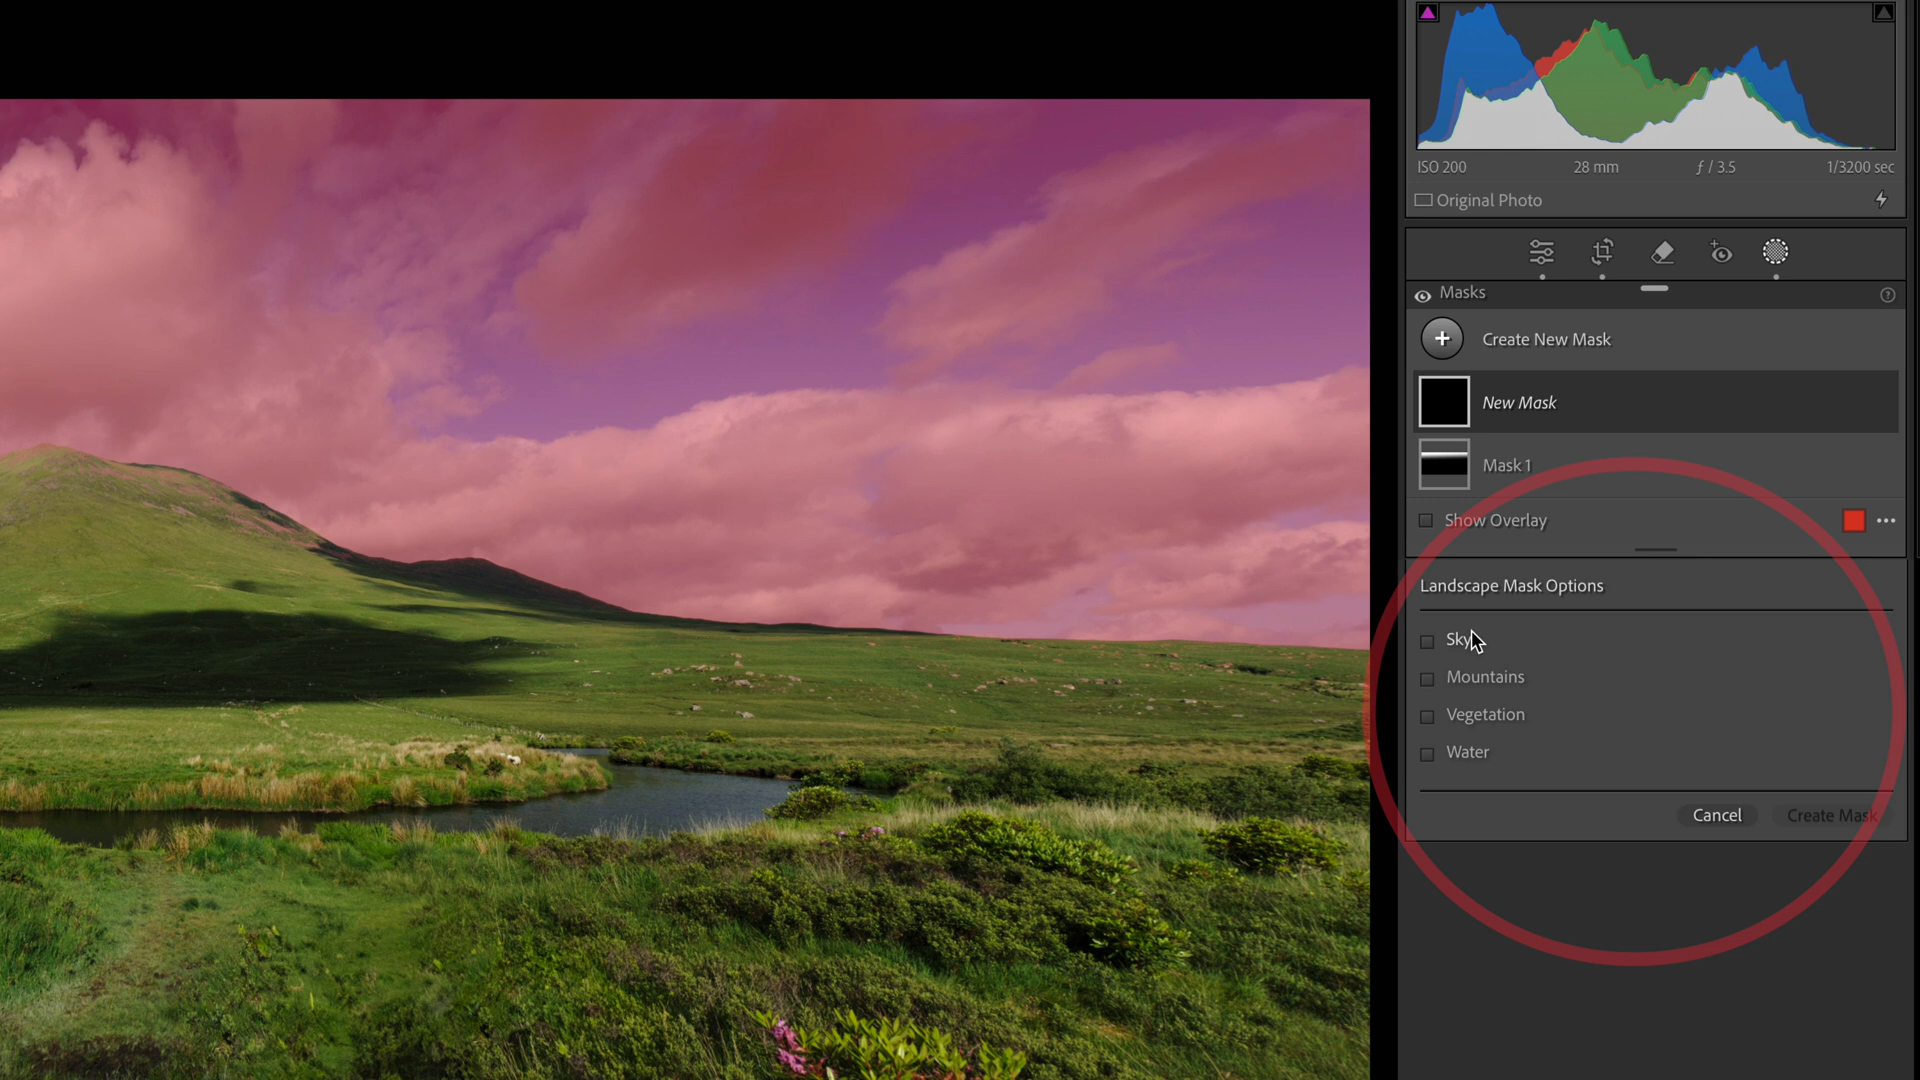 ISO 200 28 mm ƒ / 3.5 1/3200 sec
Original Photo
Masks
Create New Mask
New Mask
Mask 1
Show Overlay
Landscape Mask Options
Sky
Mountains
Vegetation
Water
Cancel Create Mask